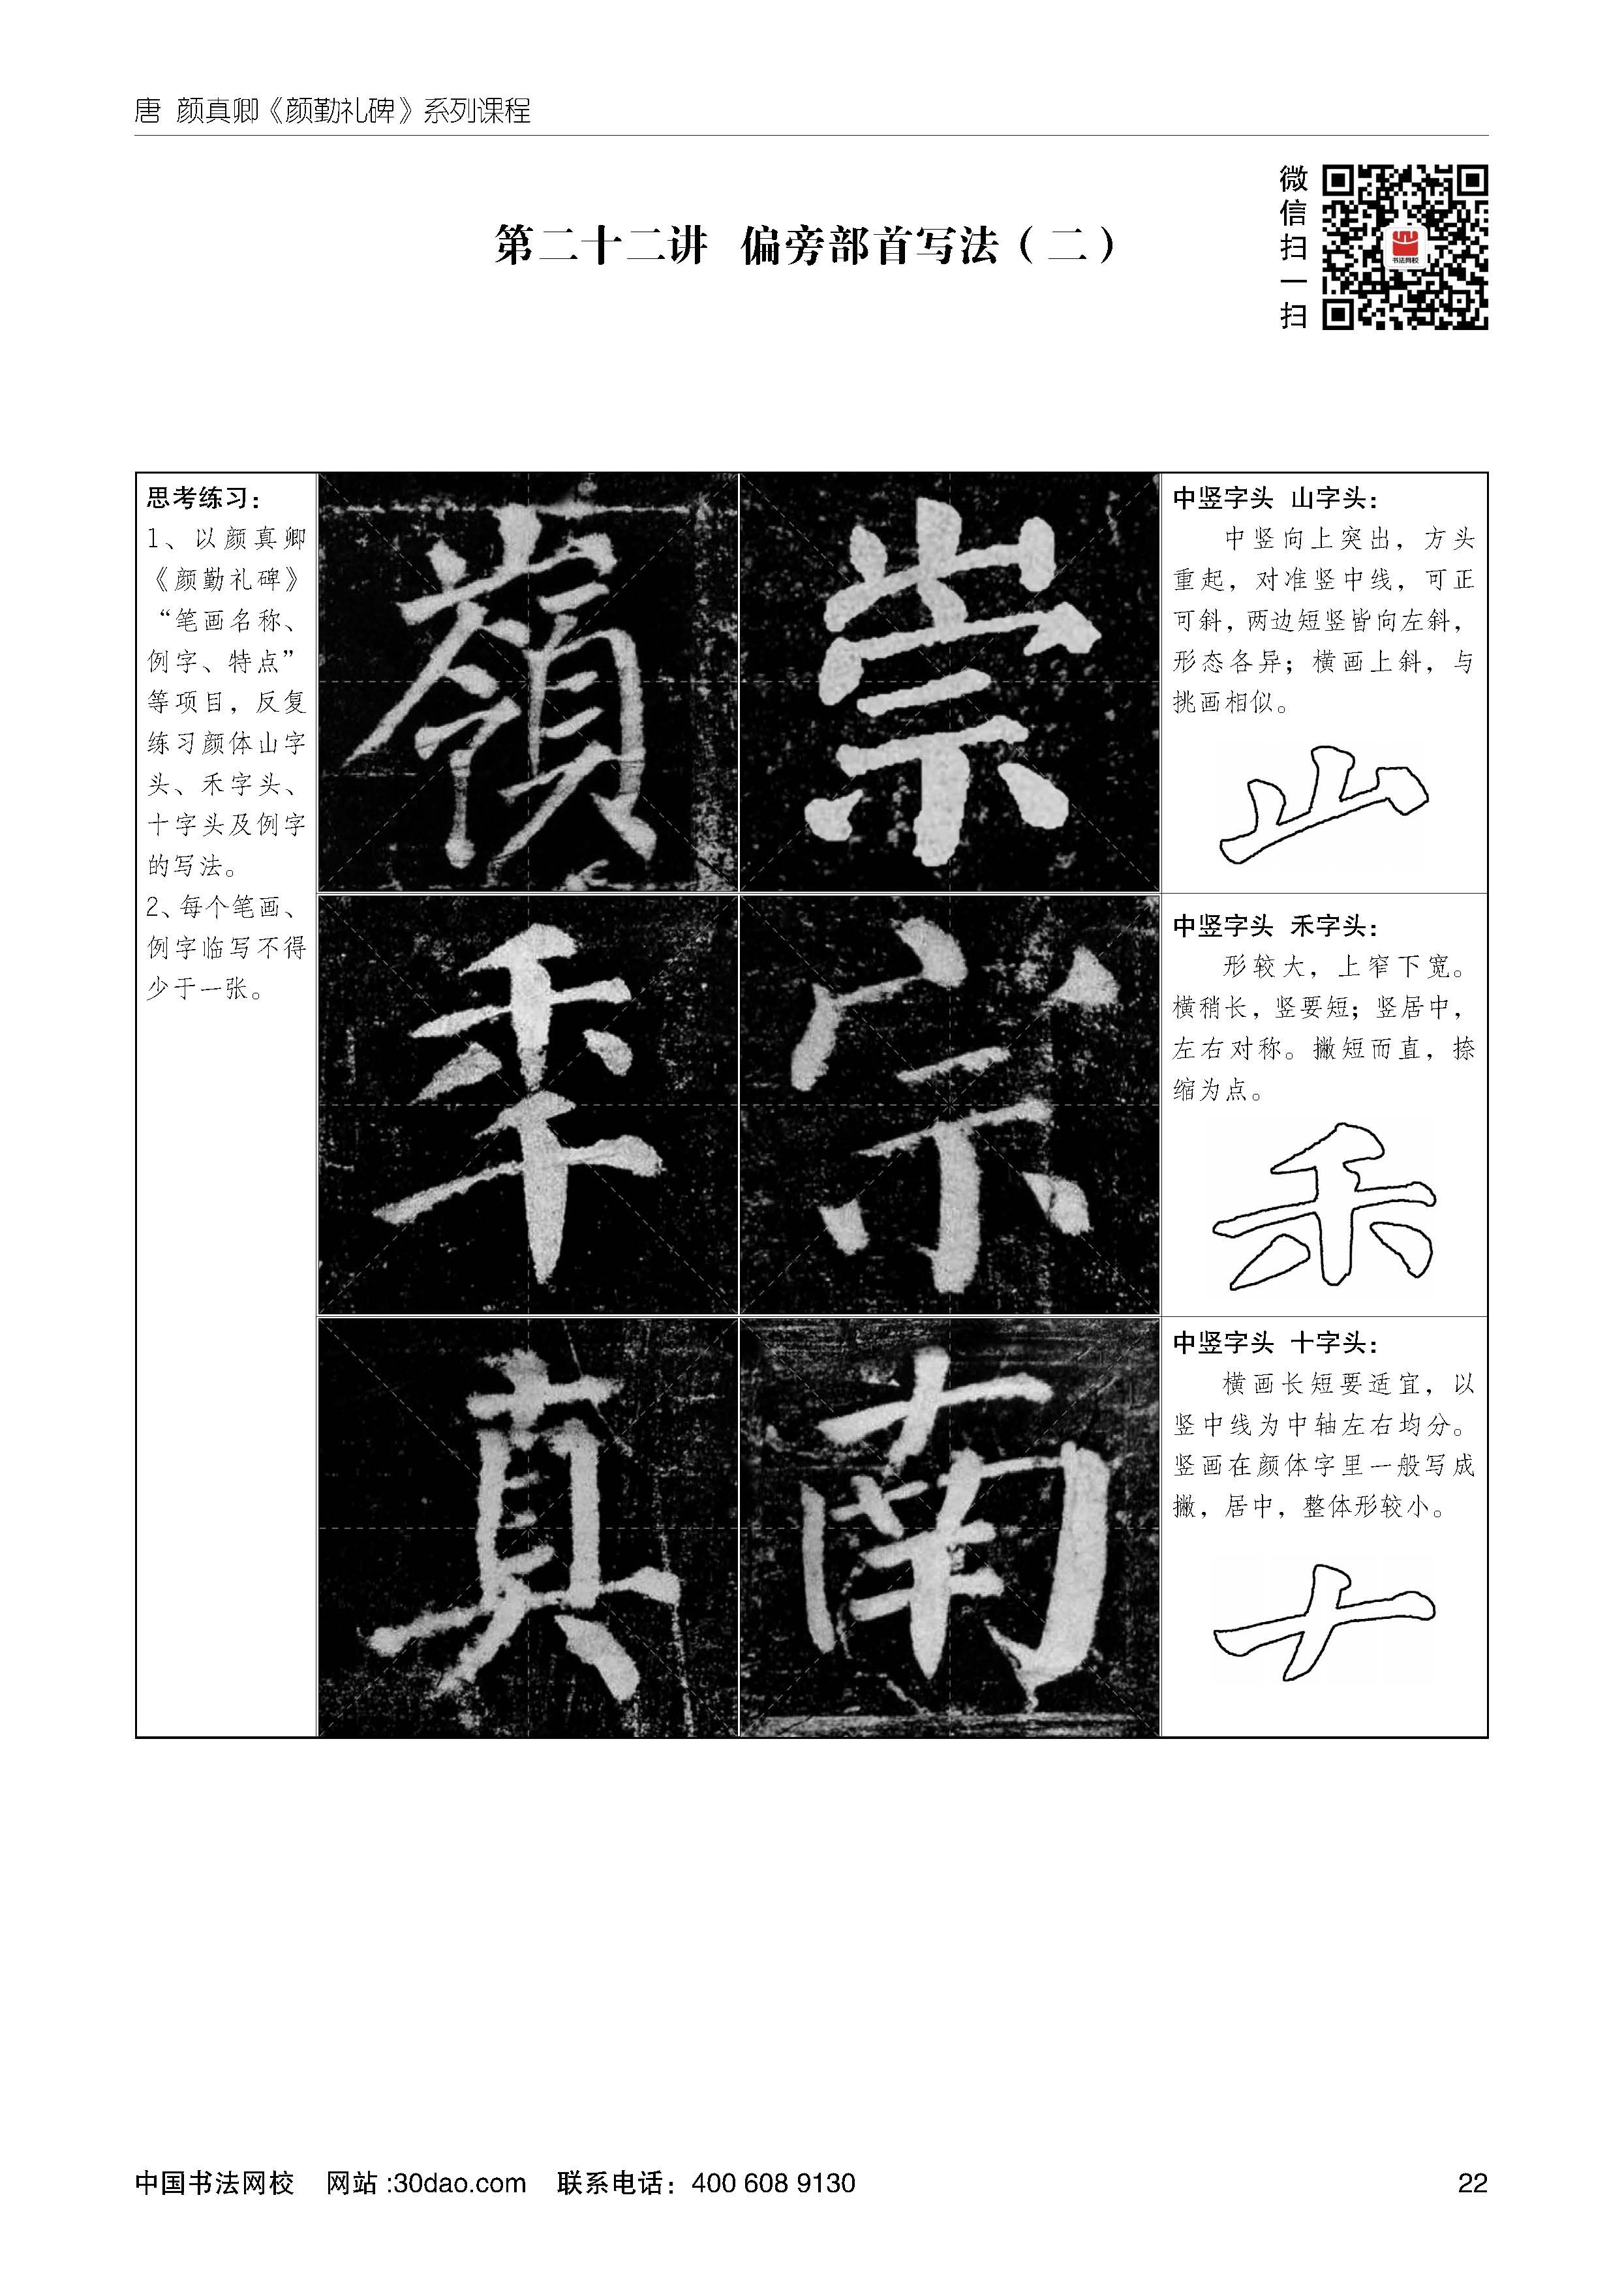 唐 颜真卿《颜勤礼碑》系列课程
第二十二讲 偏旁部首写法（二）
微信扫一扫
书法网校
思考练习：
1、以颜真卿
《颜勤礼碑》
“笔画名称、
例字、特点”
等项目，反复
练习颜体山字
头、禾字头、
十字头及例字
的写法。
2、每个笔画、
例字临写不得
少于一张。
嶺崇
中竖字头 山字头：
中竖向上突出，方头
重起，对准竖中线，可正
可斜，两边短竖皆向左斜，
形态各异；横画上斜，与
挑画相似。
山
秊宗
中竖字头 禾字头：
形较大，上窄下宽。
横稍长，竖要短；竖居中，
左右对称。撇短而直，捺
缩为点。
禾
真南
中竖字头 十字头：
横画长短要适宜，以
竖中线为中轴左右均分。
竖画在颜体字里一般写成
撇，居中，整体形较小。
十
中国书法网校 网站 :30dao.com 联系电话：400 608 9130
22